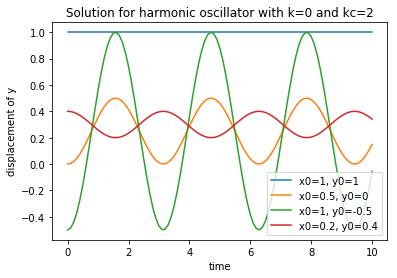 Solution for harmonic oscillator with k=0 and kc=2
displacement of y
1.0
0.8
0.6
0.4
0.2
0.0
−0.2
−0.4
x0=1, y0=1
x0=0.5, y0=0
x0=1, y0=-0.5
x0=0.2, y0=0.4
0 2 4 6 8 10
time